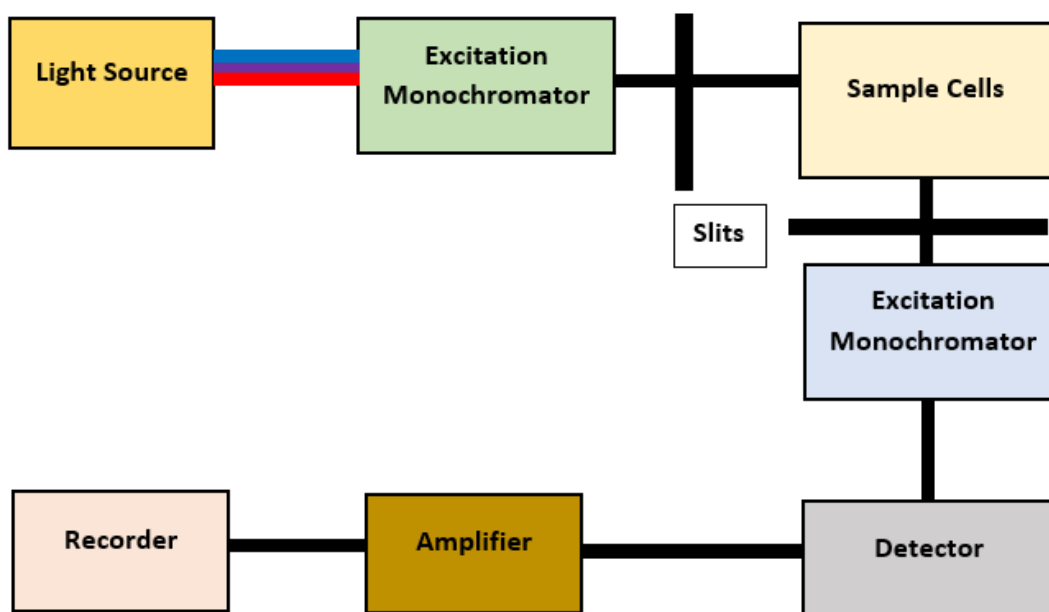 Light Source
Excitation
Monochromator
Sample Cells
Slits
Excitation
Monochromator
Recorder
Amplifier
Detector